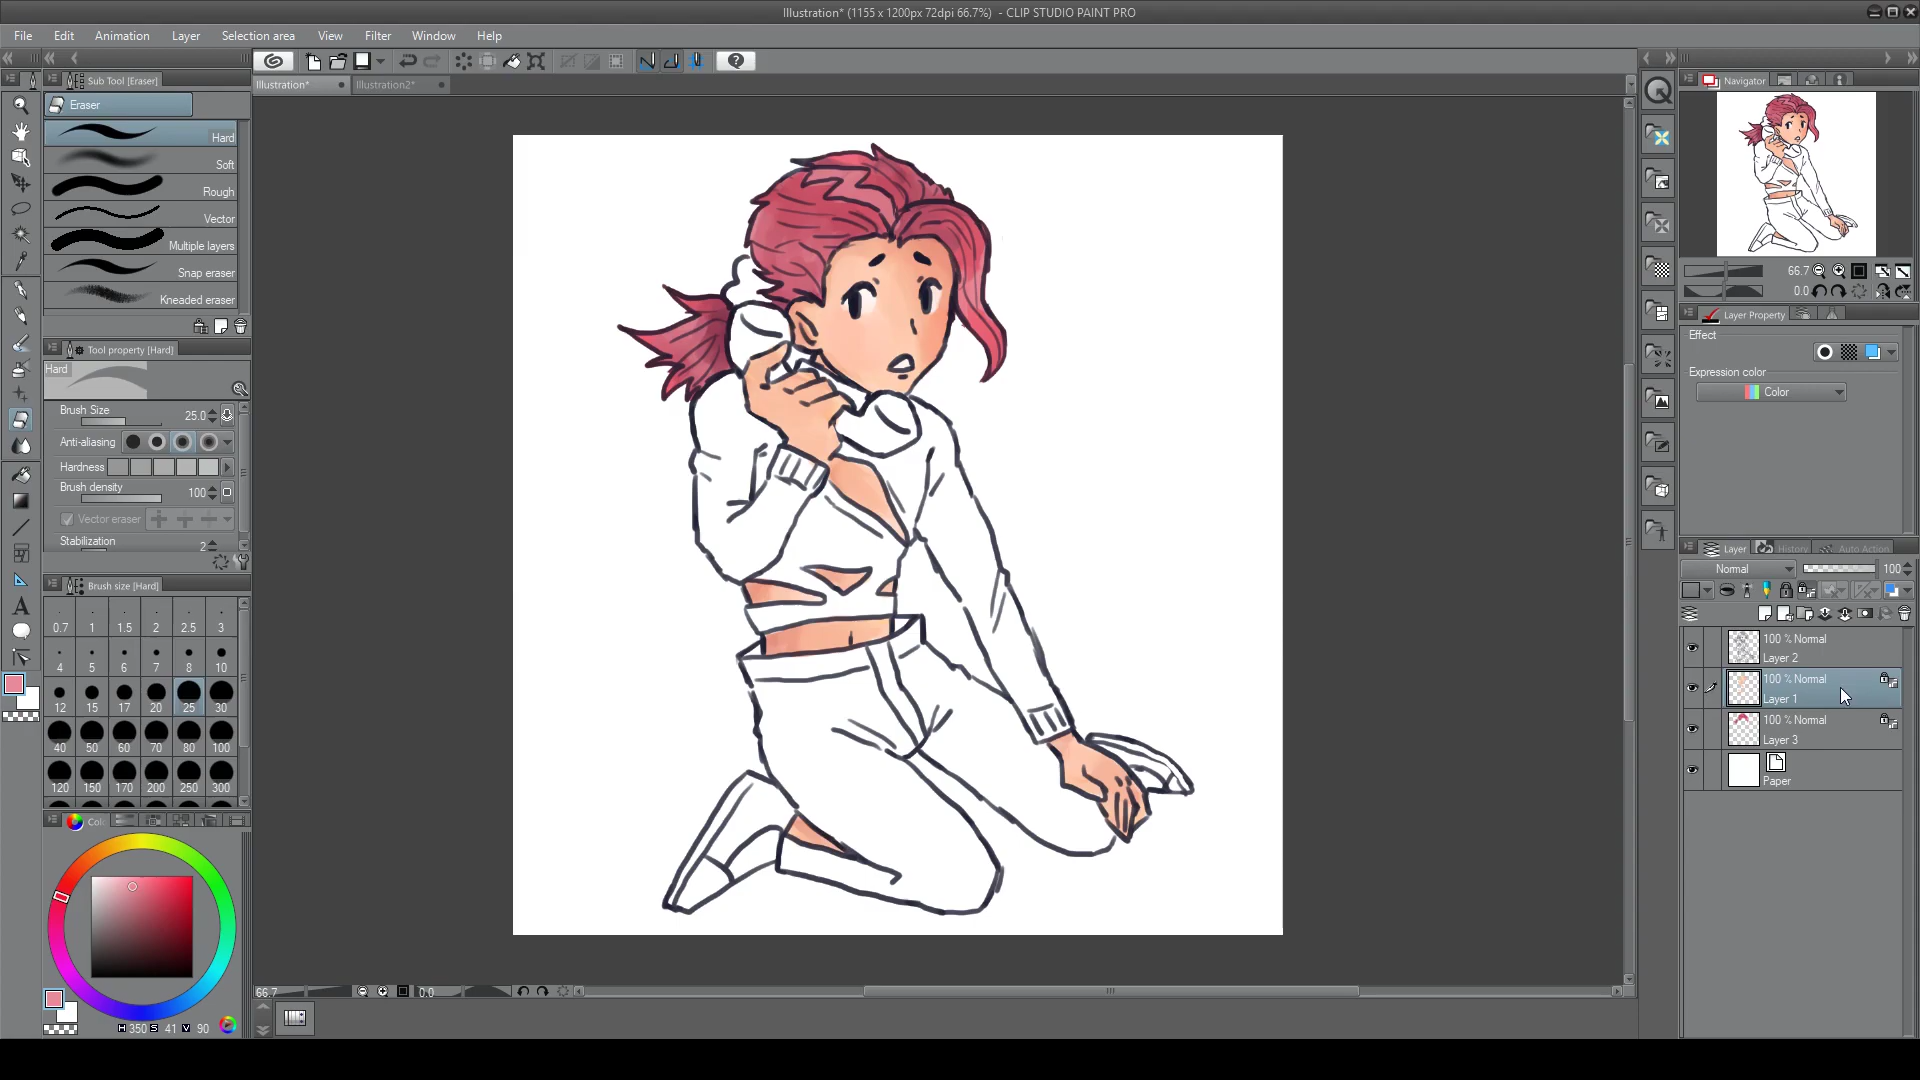 Illustration* (1155 x 1200px 72dpi 66.7%) - CLIP STUDIO PAINT PRO
File Edit Animation Layer Selection area View Filter Window Help
Sub Tool [Eraser]
Eraser
Hard
Soft
Rough
Vector
Multiple layers
Snap eraser
Kneaded eraser
Tool property [Hard]
Hard
Brush Size 25.0
Anti-aliasing
Hardness
Brush density 100
Vector eraser
Stabilization 2
Brush size [Hard]
0.7 1 1.5 2 2.5 3
4 5 6 7 8 10
12 15 17 20 25 30
40 50 60 70 80 100
120 150 170 200 250 300
Col
H 350 S 41 V 90
Illustration* Illustration2*
66.7 0.0
Navigator
66.7
0.0
Layer Property
Effect
Expression color
Color
Layer History Auto Action
Normal 100
100 % Normal
Layer 2
100 % Normal
Layer 1
100 % Normal
Layer 3
Paper